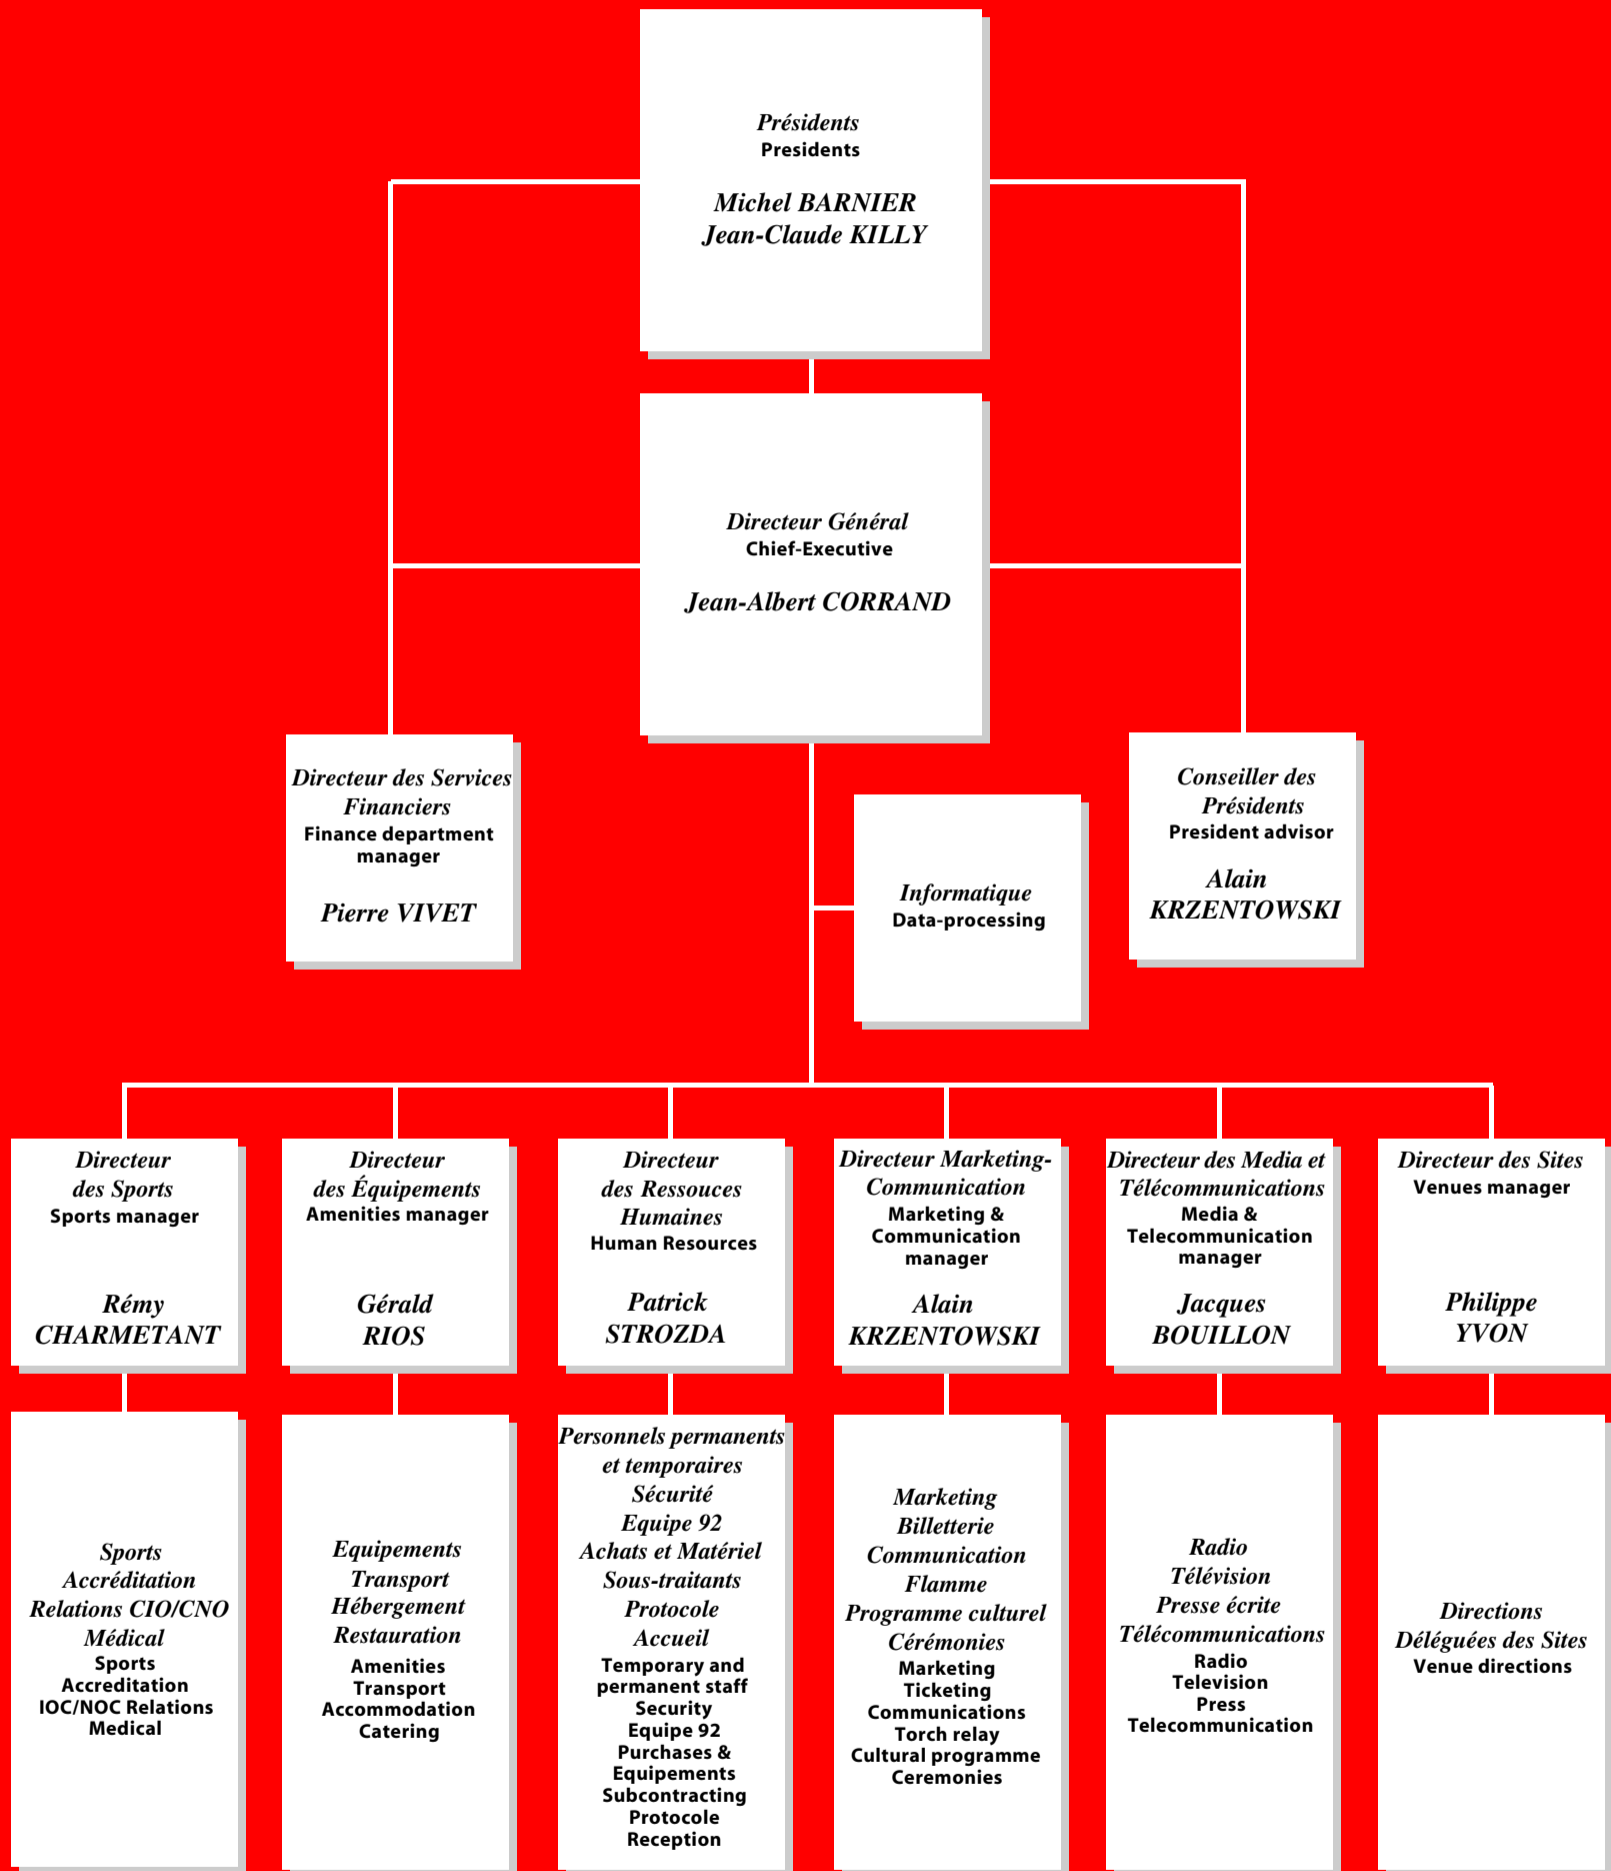 Présidents
Presidents
Michel BARNIER
Jean-Claude KILLY
Directeur Général
Chief-Executive
Jean-Albert CORRAND
Directeur des Services
Financiers
Finance department
manager
Pierre VIVET
Informatique
Data-processing
Conseiller des
Présidents
President advisor
Alain
KRZENTOWSKI
Directeur
des Sports
Sports manager
Rémy
CHARMETANT
Directeur
des Équipements
Amenities manager
Gérald
RIOS
Directeur
des Ressouces
Humaines
Human Resources
Patrick
STROZDA
Directeur Marketing-
Communication
Marketing &
Communication
manager
Alain
KRZENTOWSKI
Directeur des Media et
Télécommunications
Media &
Telecommunication
manager
Jacques
BOUILLON
Directeur des Sites
Venues manager
Philippe
YVON
Sports
Accréditation
Relations CIO/CNO
Médical
Sports
Accreditation
IOC/NOC Relations
Medical
Equipements
Transport
Hébergement
Restauration
Amenities
Transport
Accommodation
Catering
Personnels permanents
et temporaires
Sécurité
Equipe 92
Achats et Matériel
Sous-traitants
Protocole
Accueil
Temporary and
permanent staff
Security
Equipe 92
Purchases &
Equipements
Subcontracting
Protocole
Reception
Marketing
Billetterie
Communication
Flamme
Programme culturel
Cérémonies
Marketing
Ticketing
Communications
Torch relay
Cultural programme
Ceremonies
Radio
Télévision
Presse écrite
Télécommunications
Radio
Television
Press
Telecommunication
Directions
Déléguées des Sites
Venue directions